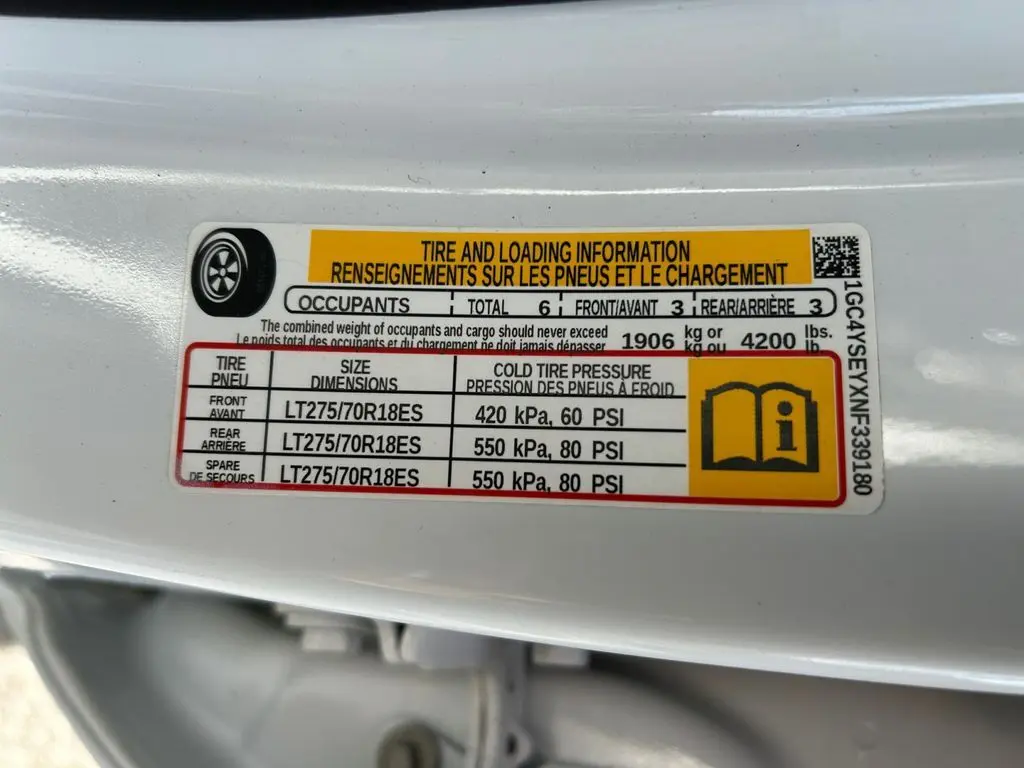 TIRE AND LOADING INFORMATION
RENSEIGNEMENTS SUR LES PNEUS ET LE CHARGEMENT
OCCUPANTS TOTAL 6 FRONT/AVANT 3 REAR/ARRIÈRE 3
The combined weight of occupants and cargo should never exceed 1906 kg or 4200 lbs.
Le poids total des occupants et du chargement ne doit jamais dépasser kg ou lb.
TIRE SIZE COLD TIRE PRESSURE
PNEU DIMENSIONS PRESSION DES PNEUS À FROID
FRONT
AVANT LT275/70R18ES 420 kPa, 60 PSI
REAR
ARRIÈRE LT275/70R18ES 550 kPa, 80 PSI
SPARE
DE SECOURS LT275/70R18ES 550 kPa, 80 PSI
1GC4YSEYXNF339180